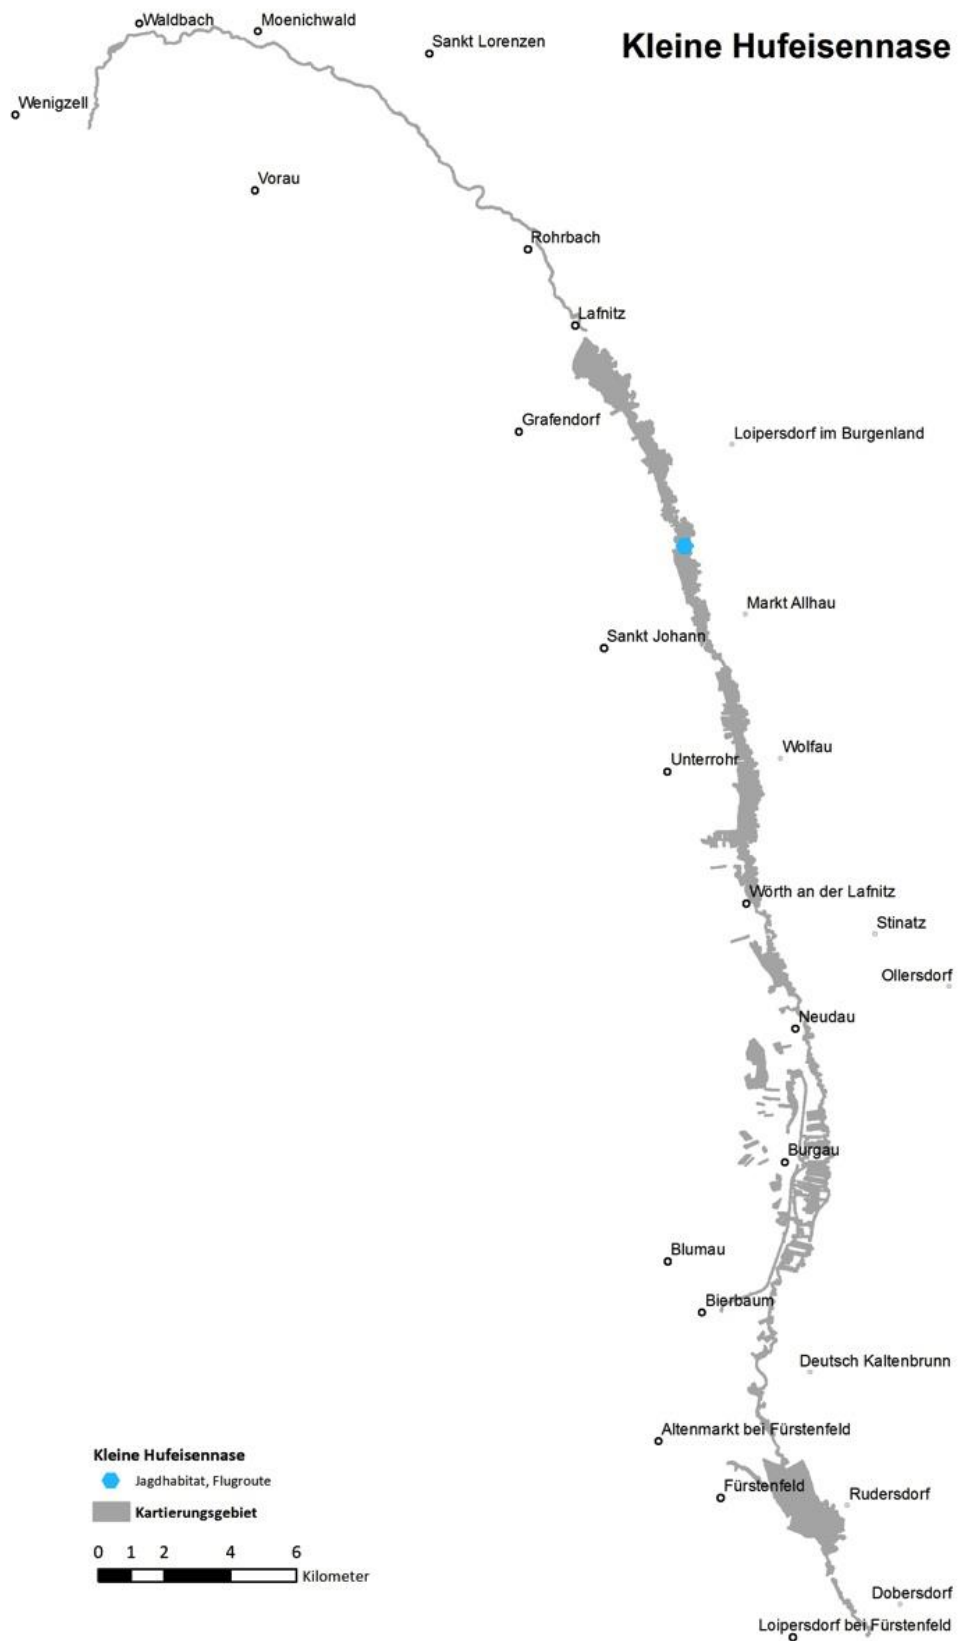 Waldbach
Moenichwald
Sankt Lorenzen
Kleine Hufeisennase
Wenigzell
Vorau
Rohrbach
Lafnitz
Grafendorf
Loipersdorf im Burgenland
Markt Allhau
Sankt Johann
Wolfau
Unterrohr
Wörth an der Lafnitz
Stinatz
Ollersdorf
Neudau
Burgau
Blumau
Bierbaum
Deutsch Kaltenbrunn
Altenmarkt bei Fürstenfeld
Fürstenfeld
Rudersdorf
Dobersdorf
Loipersdorf bei Fürstenfeld
Kleine Hufeisennase
Jagdhabitat, Flugroute
Kartierungsgebiet
0 1 2 4 6
Kilometer